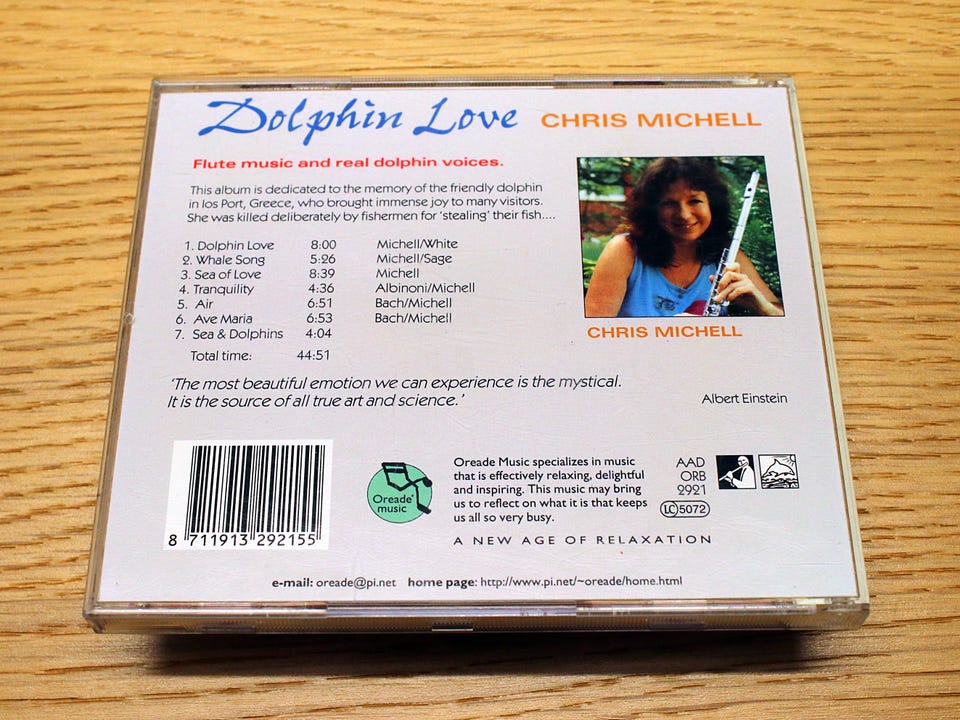 Dolphin Love CHRIS MICHELL
Flute music and real dolphin voices.
This album is dedicated to the memory of the friendly dolphin
in Ios Port, Greece, who brought immense joy to many visitors.
She was killed deliberately by fishermen for 'stealing' their fish....
1. Dolphin Love 8:00 Michell/White
2. Whale Song 5:26 Michell/Sage
3. Sea of Love 8:39 Michell
4. Tranquility 4:36 Albinoni/Michell
5. Air 6:51 Bach/Michell
6. Ave Maria 6:53 Bach/Michell
7. Sea & Dolphins 4:04
Total time: 44:51
CHRIS MICHELL
'The most beautiful emotion we can experience is the mystical.
It is the source of all true art and science.'
Albert Einstein
8 711913 292155
Oreade®
music
Oreade Music specializes in music
that is effectively relaxing, delightful
and inspiring. This music may bring
us to reflect on what it is that keeps
us all so very busy.
A NEW AGE OF RELAXATION
AAD
ORB
2921
LC 5072
e-mail: oreade@pi.net home page: http://www.pi.net/~oreade/home.html